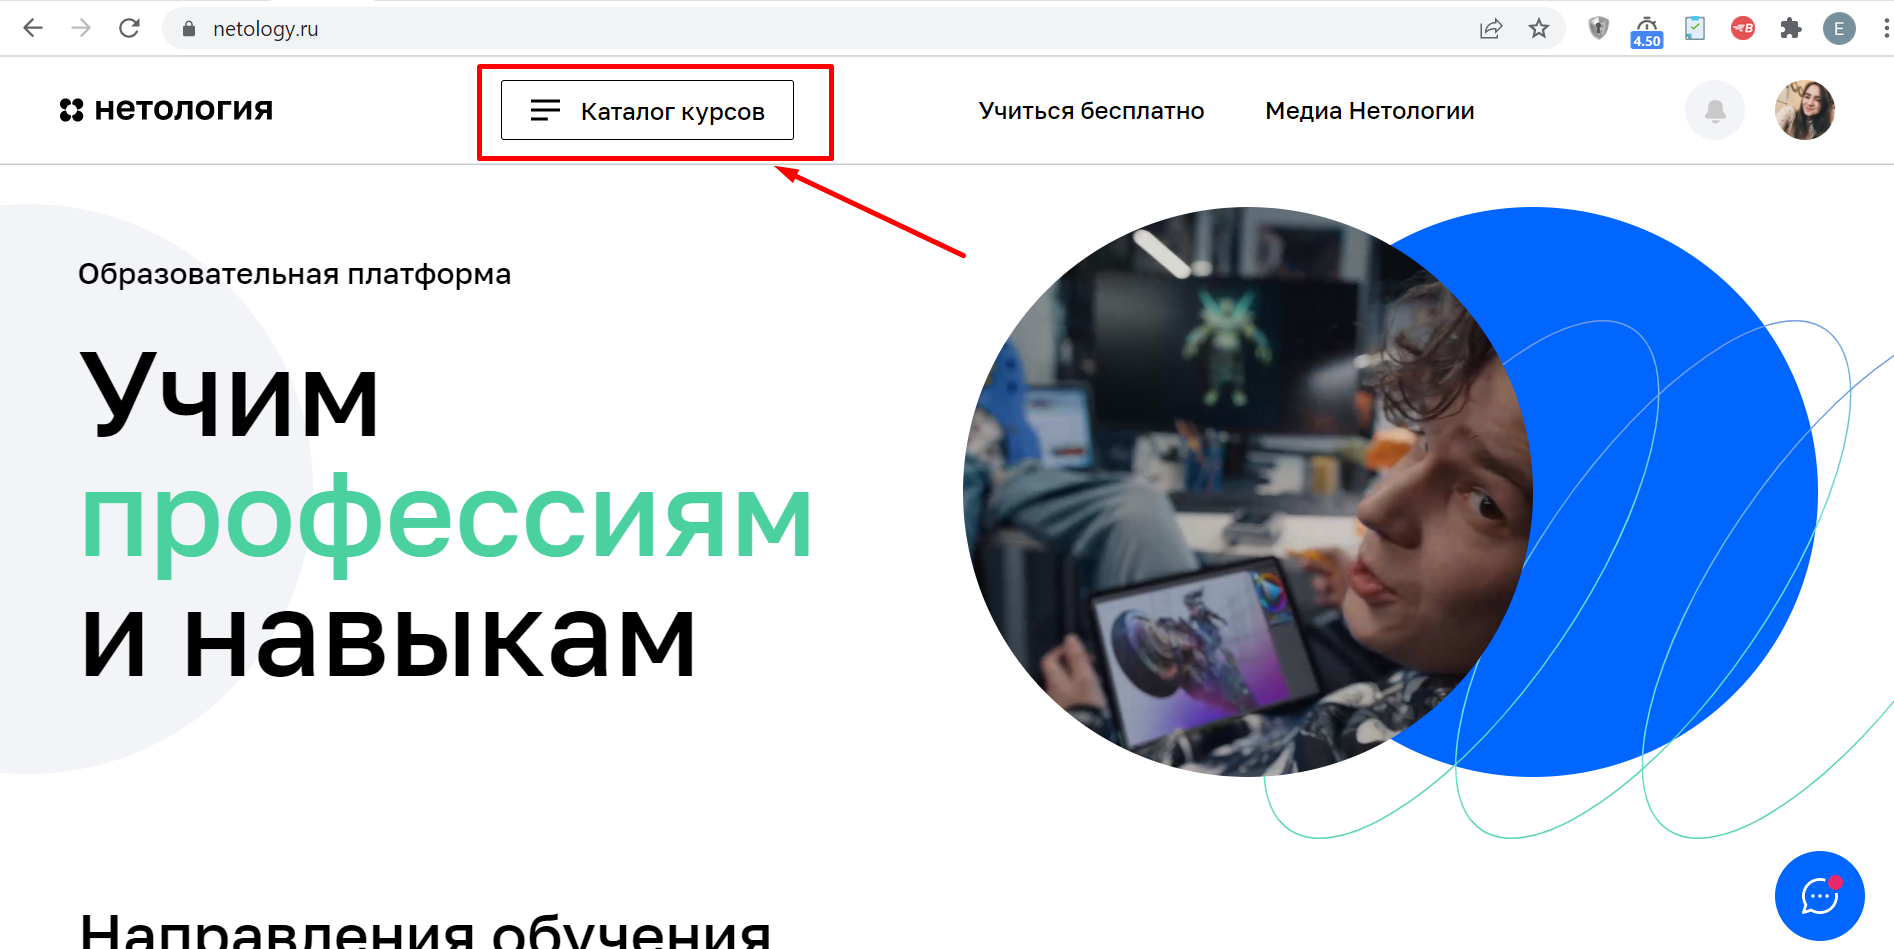 netology.ru
4.50
B
E
нетология
Каталог курсов
Учиться бесплатно
Медиа Нетологии
Образовательная платформа
Учим
профессиям
и навыкам
Направления обучения